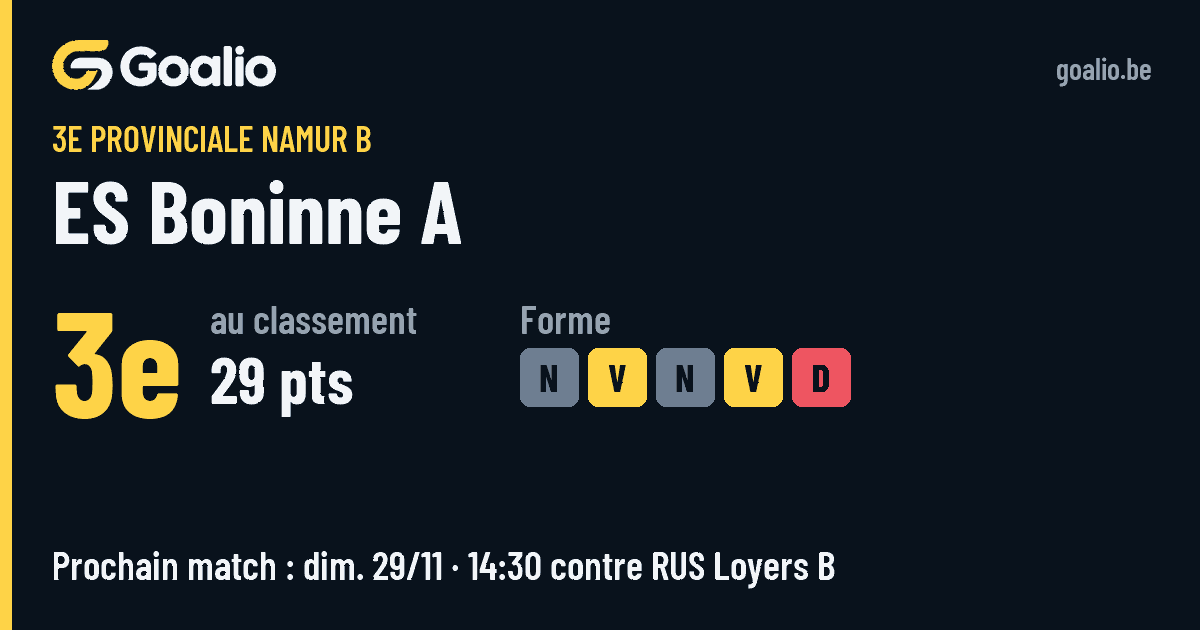 Goalio
goalio.be
3E PROVINCIALE NAMUR B
ES Boninne A
3e
au classement
29 pts
Forme
N V N V D
Prochain match : dim. 29/11 · 14:30 contre RUS Loyers B